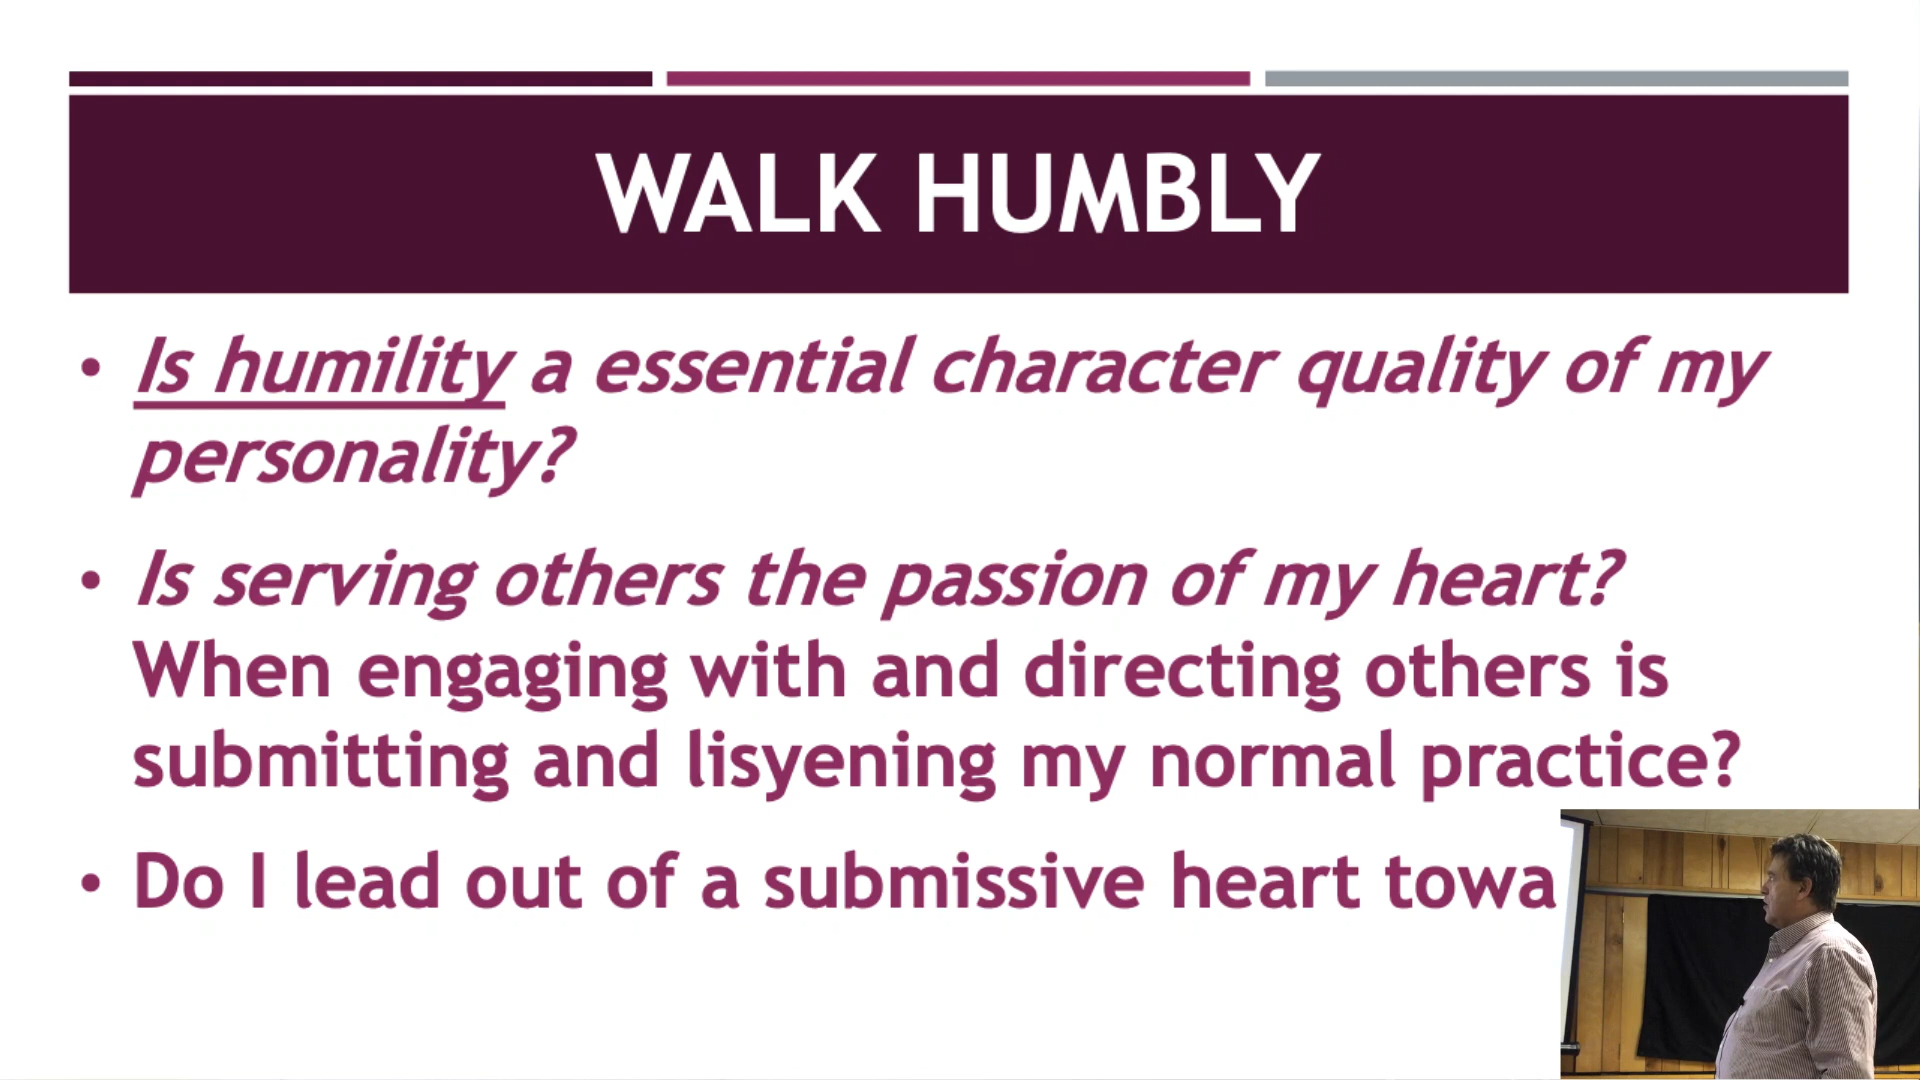 WALK HUMBLY
• Is humility a essential character quality of my
personality?
• Is serving others the passion of my heart?
When engaging with and directing others is
submitting and lisyening my normal practice?
• Do I lead out of a submissive heart towa